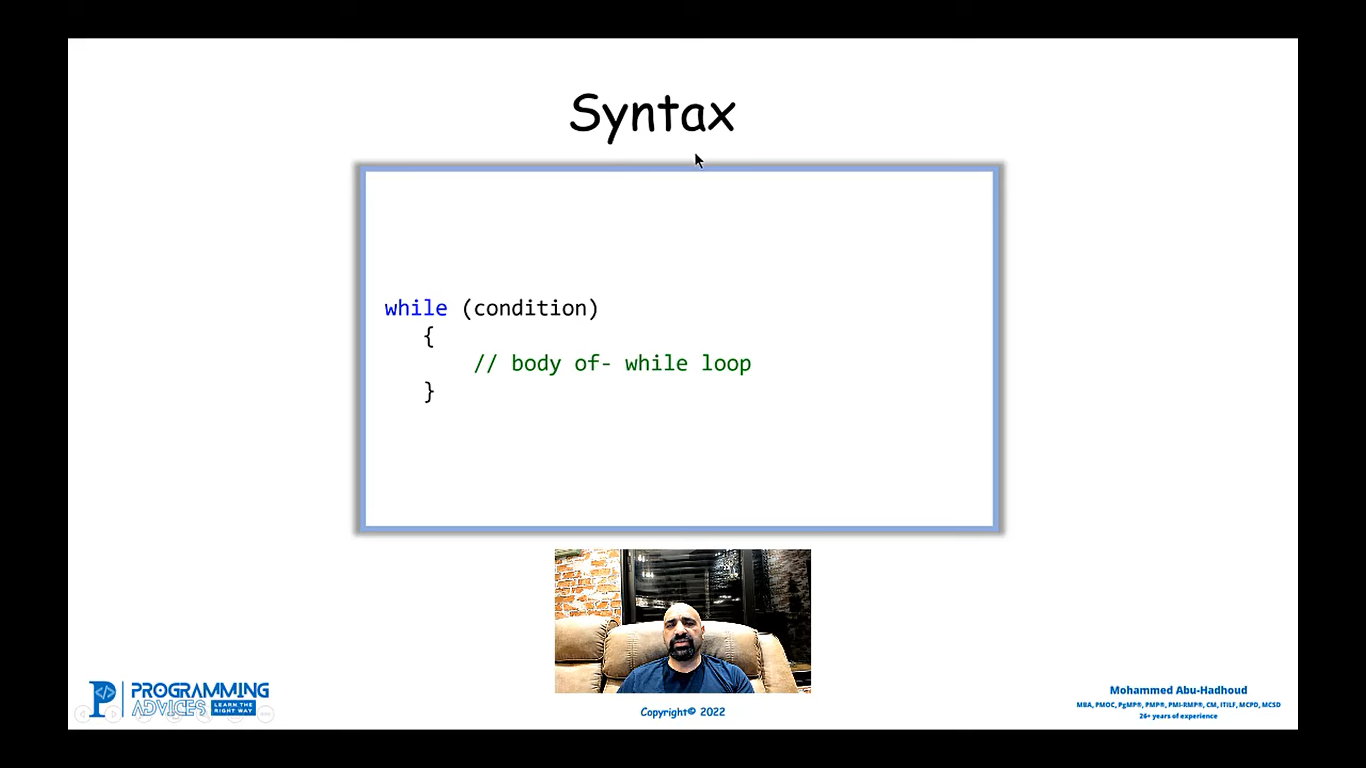 Syntax
while (condition)
{
// body of- while loop
}
PROGRAMMING
ADVICES LEARN THE
RIGHT WAY
Copyright© 2022
Mohammed Abu-Hadhoud
MBA, PMOC, PgMP®, PMP®, PMI-RMP®, CM, ITILF, MCPD, MCSD
26+ years of experience